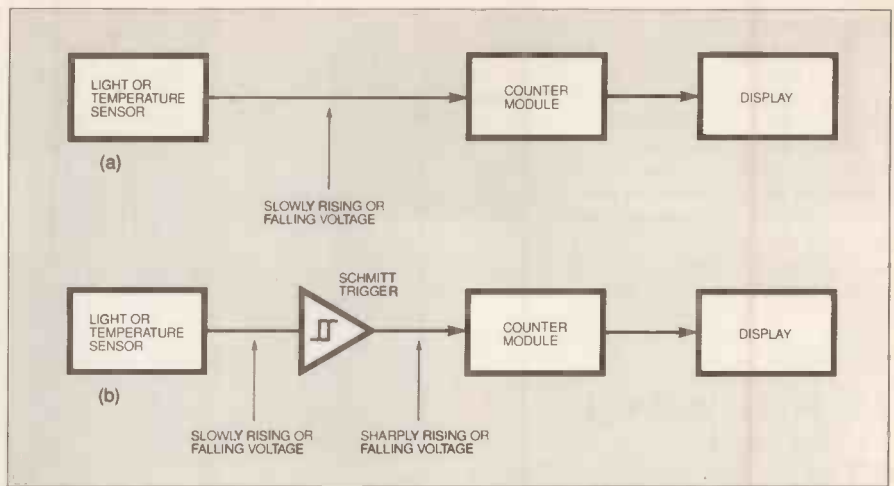 LIGHT OR
TEMPERATURE
SENSOR
COUNTER
MODULE
DISPLAY
(a)
SLOWLY RISING OR
FALLING VOLTAGE
SCHMITT
TRIGGER
LIGHT OR
TEMPERATURE
SENSOR
COUNTER
MODULE
DISPLAY
(b)
SLOWLY RISING OR
FALLING VOLTAGE
SHARPLY RISING OR
FALLING VOLTAGE